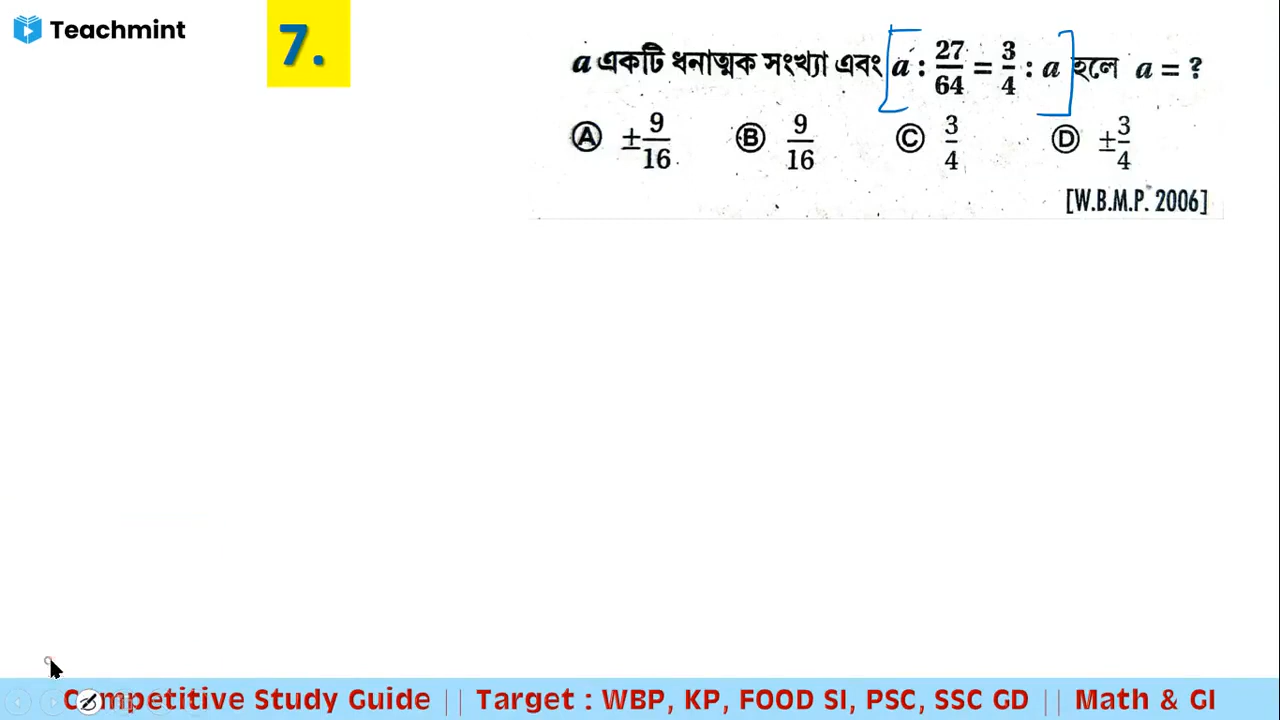 Teachmint
7.
a একটি ধনাত্মক সংখ্যা এবং [a : 27/64 = 3/4 : a] হলে a = ?
Ⓐ ±9/16 Ⓑ 9/16 Ⓒ 3/4 Ⓓ ±3/4
[W.B.M.P. 2006]
Competitive Study Guide || Target : WBP, KP, FOOD SI, PSC, SSC GD || Math & GI